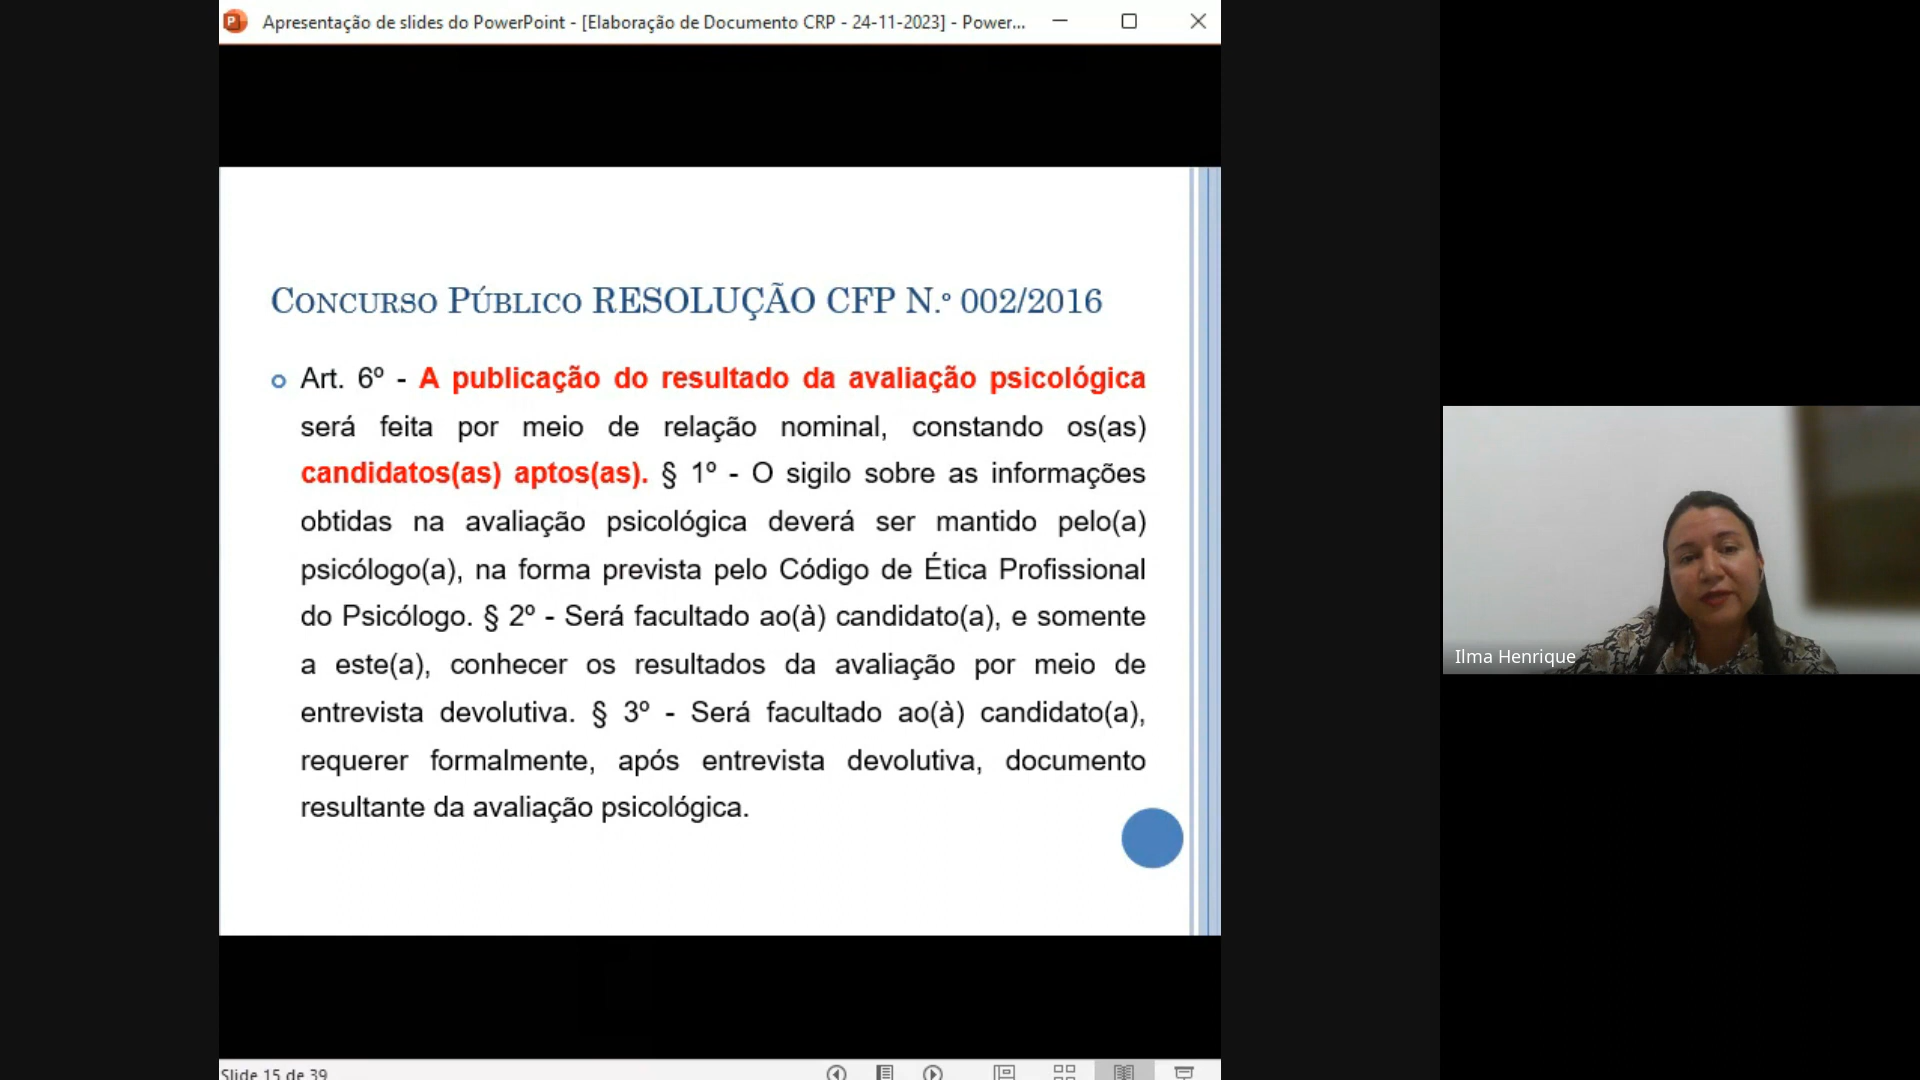 Apresentação de slides do PowerPoint - [Elaboração de Documento CRP - 24-11-2023] - Power...
Concurso Público RESOLUÇÃO CFP N.º 002/2016
Art. 6º - A publicação do resultado da avaliação psicológica
será feita por meio de relação nominal, constando os(as)
candidatos(as) aptos(as). § 1º - O sigilo sobre as informações
obtidas na avaliação psicológica deverá ser mantido pelo(a)
psicólogo(a), na forma prevista pelo Código de Ética Profissional
do Psicólogo. § 2º - Será facultado ao(à) candidato(a), e somente
a este(a), conhecer os resultados da avaliação por meio de
entrevista devolutiva. § 3º - Será facultado ao(à) candidato(a),
requerer formalmente, após entrevista devolutiva, documento
resultante da avaliação psicológica.
Ilma Henrique
Slide 15 de 39